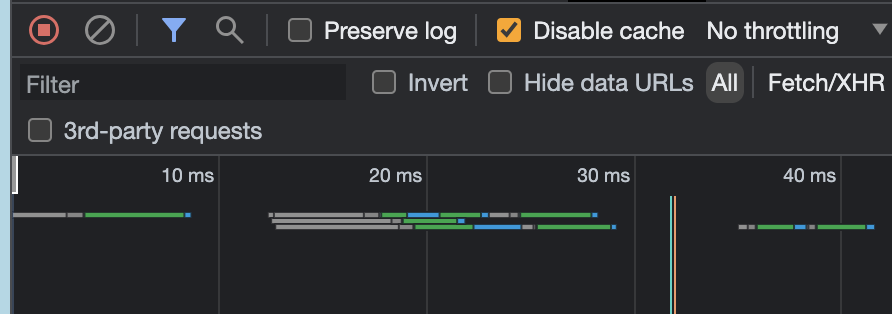 Preserve log Disable cache No throttling
Filter Invert Hide data URLs All Fetch/XHR
3rd-party requests
10 ms 20 ms 30 ms 40 ms